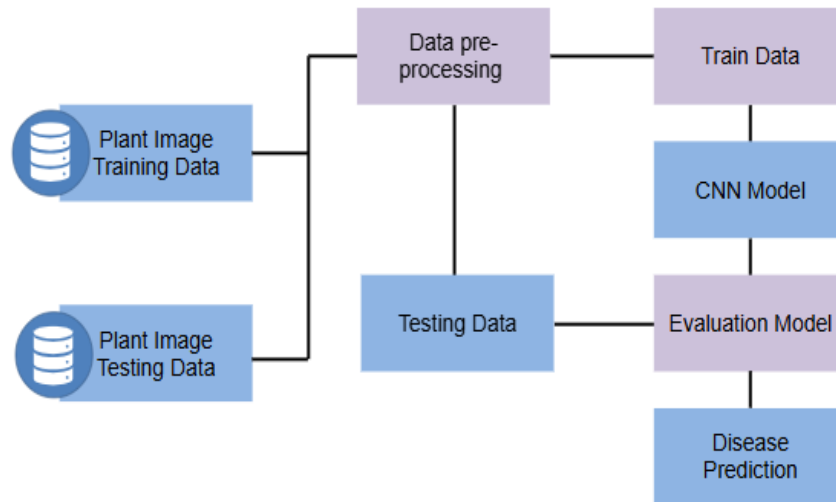 Data pre-
processing
Train Data
Plant Image
Training Data
CNN Model
Testing Data
Evaluation Model
Plant Image
Testing Data
Disease
Prediction